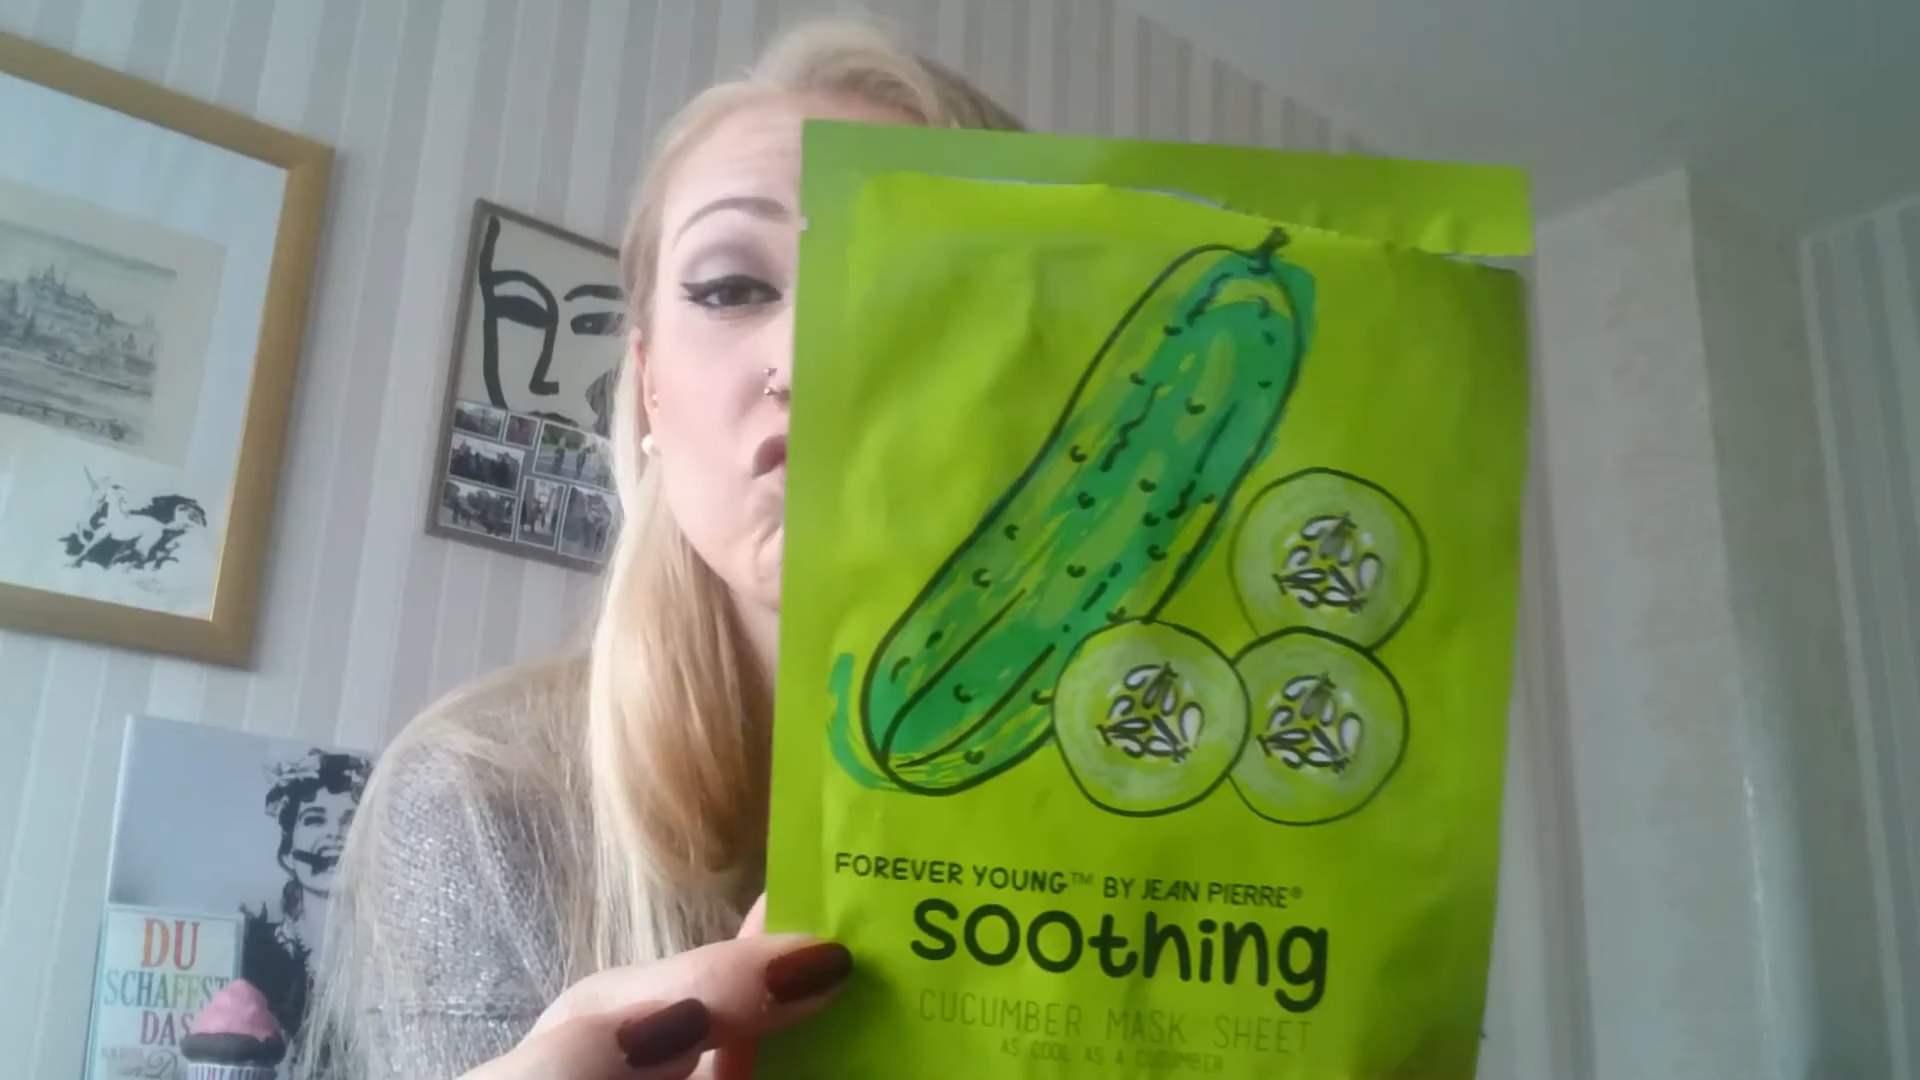 FOREVER YOUNG™ BY JEAN PIERRE®
soothing
CUCUMBER MASK SHEET
AS COOL AS A CUCUMBER
DU
SCHAFFST
DAS